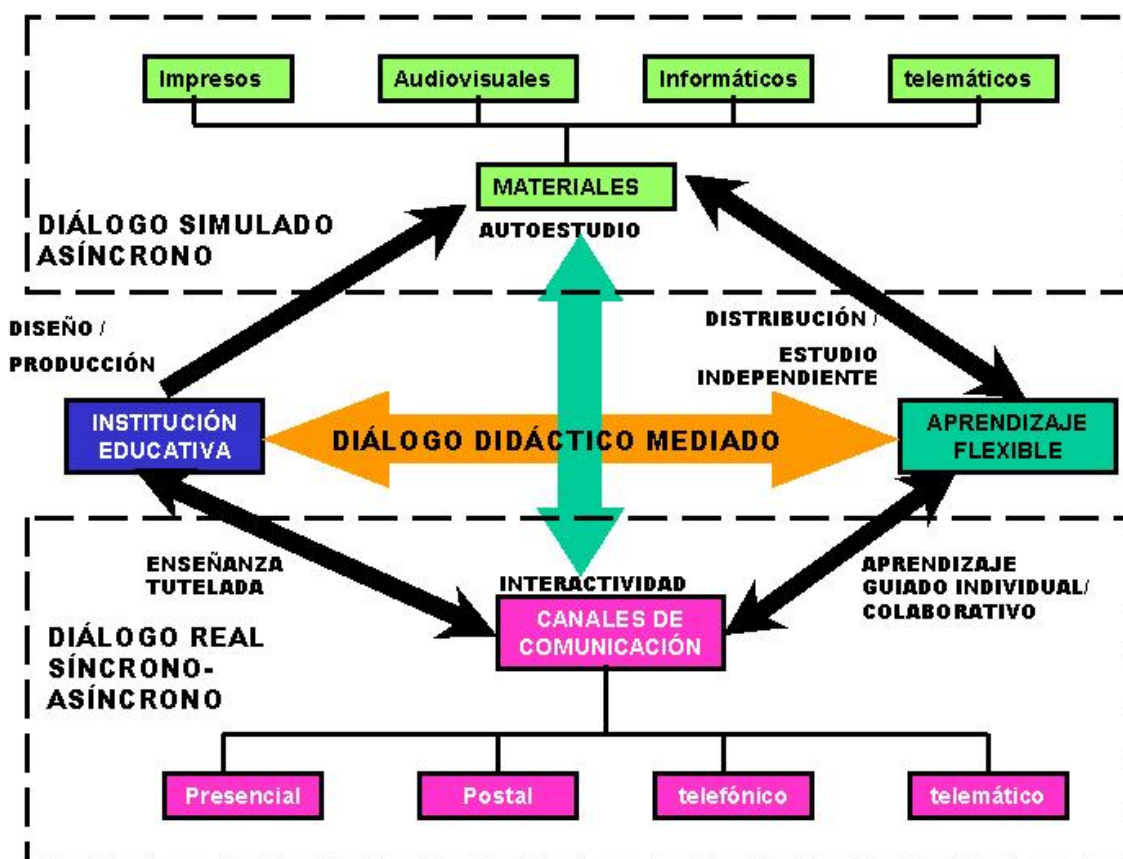 Impresos
Audiovisuales
Informáticos
telemáticos
MATERIALES
AUTOESTUDIO
DIÁLOGO SIMULADO
ASÍNCRONO
DISEÑO /
PRODUCCIÓN
DISTRIBUCIÓN /
ESTUDIO
INDEPENDIENTE
INSTITUCIÓN
EDUCATIVA
DIÁLOGO DIDÁCTICO MEDIADO
APRENDIZAJE
FLEXIBLE
ENSEÑANZA
TUTELADA
INTERACTIVIDAD
APRENDIZAJE
GUIADO INDIVIDUAL/
COLABORATIVO
CANALES DE
COMUNICACIÓN
DIÁLOGO REAL
SÍNCRONO-
ASÍNCRONO
Presencial
Postal
telefónico
telemático